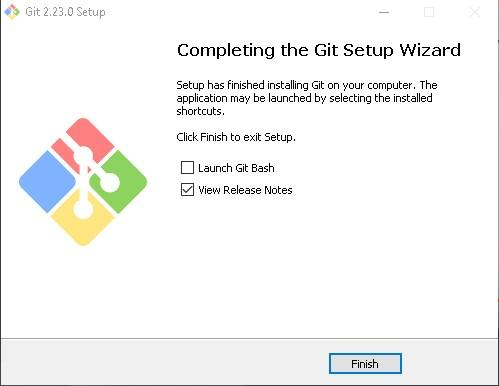 Git 2.23.0 Setup
Completing the Git Setup Wizard
Setup has finished installing Git on your computer. The
application may be launched by selecting the installed
shortcuts.
Click Finish to exit Setup.
Launch Git Bash
View Release Notes
Finish